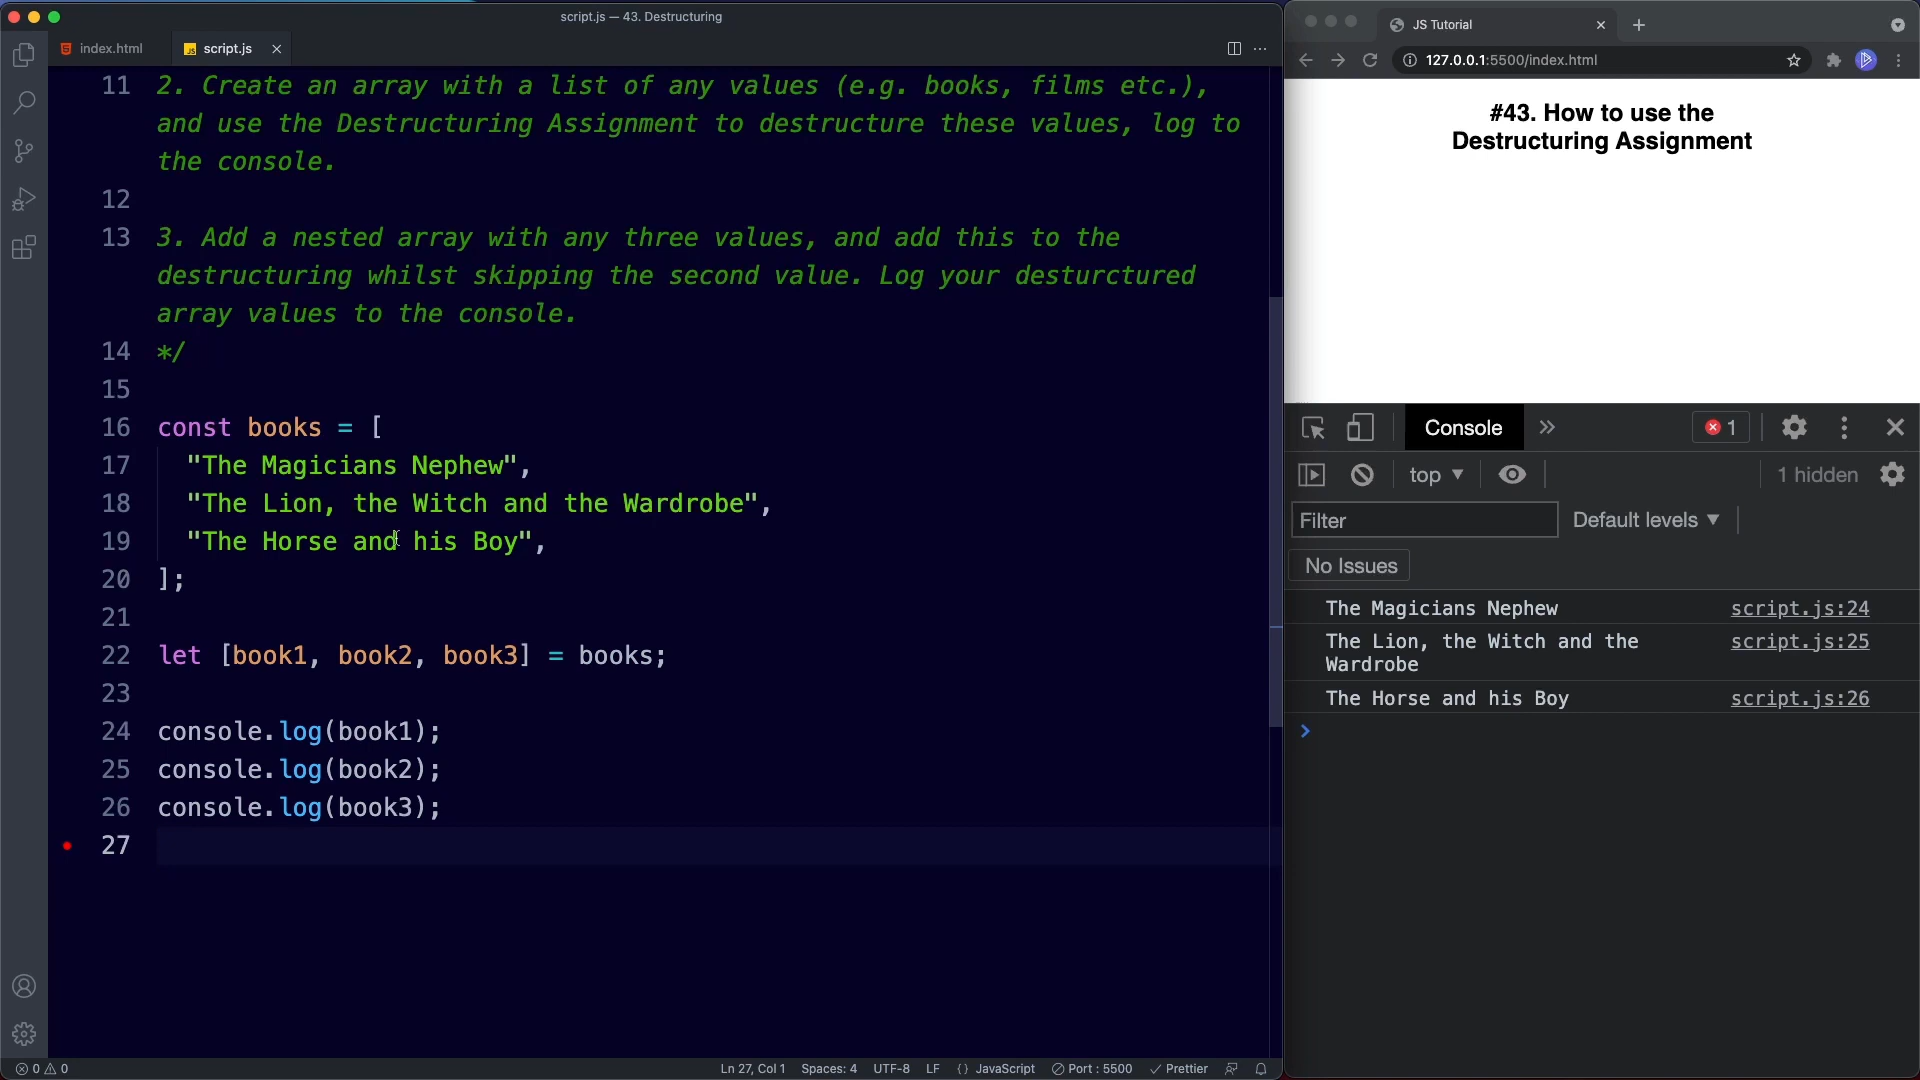 script.js — 43. Destructuring
index.html
script.js
11 2. Create an array with a list of any values (e.g. books, films etc.),
and use the Destructuring Assignment to destructure these values, log to
the console.
12
13 3. Add a nested array with any three values, and add this to the
destructuring whilst skipping the second value. Log your desturctured
array values to the console.
14 */
15
16 const books = [
17 "The Magicians Nephew",
18 "The Lion, the Witch and the Wardrobe",
19 "The Horse and his Boy",
20 ];
21
22 let [book1, book2, book3] = books;
23
24 console.log(book1);
25 console.log(book2);
26 console.log(book3);
27
0 0
Ln 27, Col 1 Spaces: 4 UTF-8 LF {} JavaScript Port : 5500 Prettier
JS Tutorial
127.0.0.1:5500/index.html
#43. How to use the
Destructuring Assignment
Console 1
top 1 hidden
Filter Default levels
No Issues
The Magicians Nephew script.js:24
The Lion, the Witch and the script.js:25
Wardrobe
The Horse and his Boy script.js:26